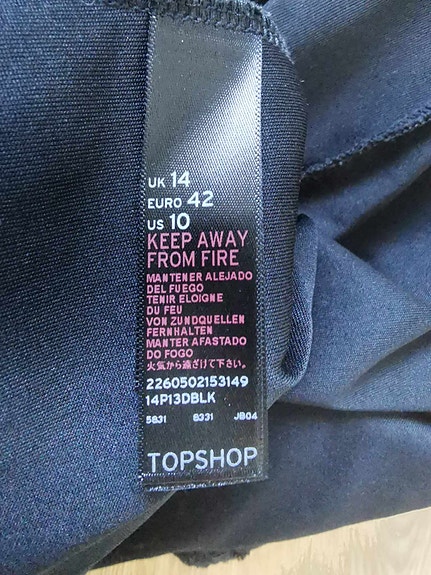 UK 14
EURO 42
US 10
KEEP AWAY
FROM FIRE
MANTENER ALEJADO
DEL FUEGO
TENIR ELOIGNE
DU FEU
VON ZUNDQUELLEN
FERNHALTEN
MANTER AFASTADO
DO FOGO
火気から遠ざけて下さい。
2260502153149
14P13DBLK
5831 8331 JB04
TOPSHOP